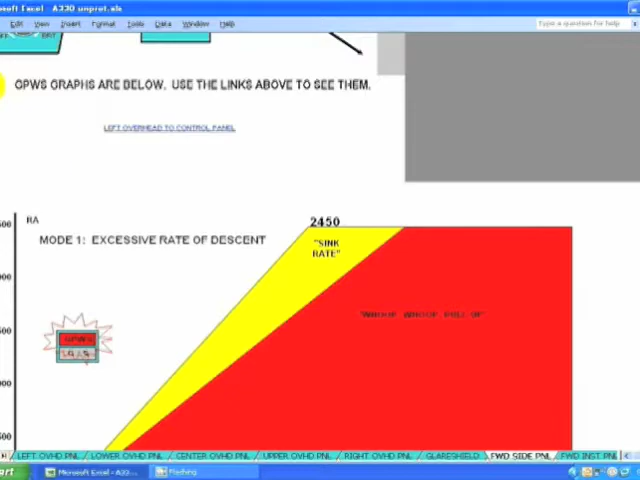 Microsoft Excel - A330 unprot.xls
Edit View Insert Format Tools Data Window Help
Type a question for help
GPWS GRAPHS ARE BELOW. USE THE LINKS ABOVE TO SEE THEM.
LEFT OVERHEAD TO CONTROL PANEL
RA
2450
MODE 1: EXCESSIVE RATE OF DESCENT
"SINK
RATE"
"WHOOP WHOOP PULL UP"
GPWS
G/S
LEFT OVHD PNL LOWER OVHD PNL CENTER OVHD PNL UPPER OVHD PNL RIGHT OVHD PNL GLARESHIELD FWD SIDE PNL FWD INST PNL
start Microsoft Excel - A33... Flashing